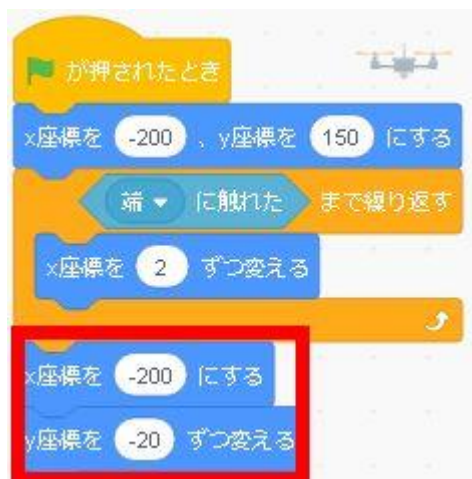 が押されたとき
x座標を -200 、y座標を 150 にする
端 に触れた まで繰り返す
x座標を 2 ずつ変える
x座標を -200 にする
y座標を -20 ずつ変える